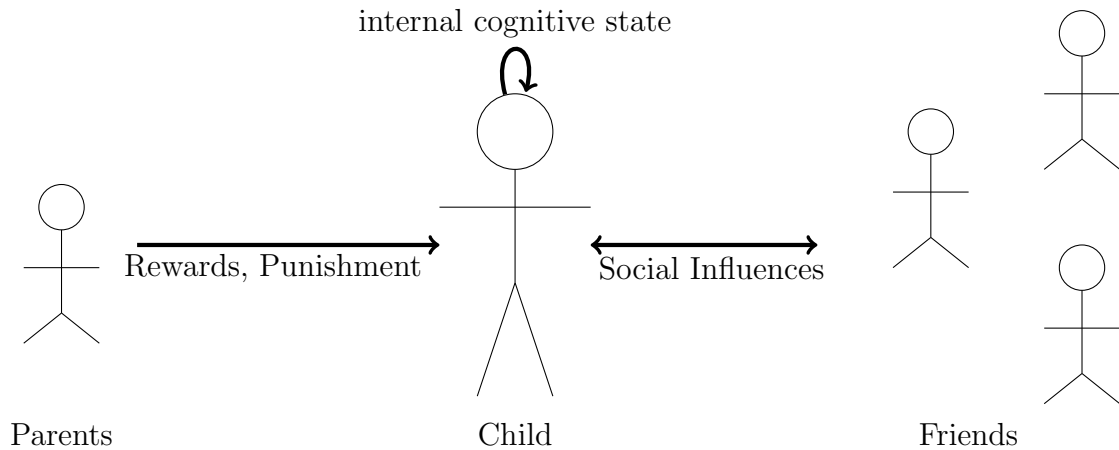 internal cognitive state
Rewards, Punishment
Social Influences
Parents
Child
Friends